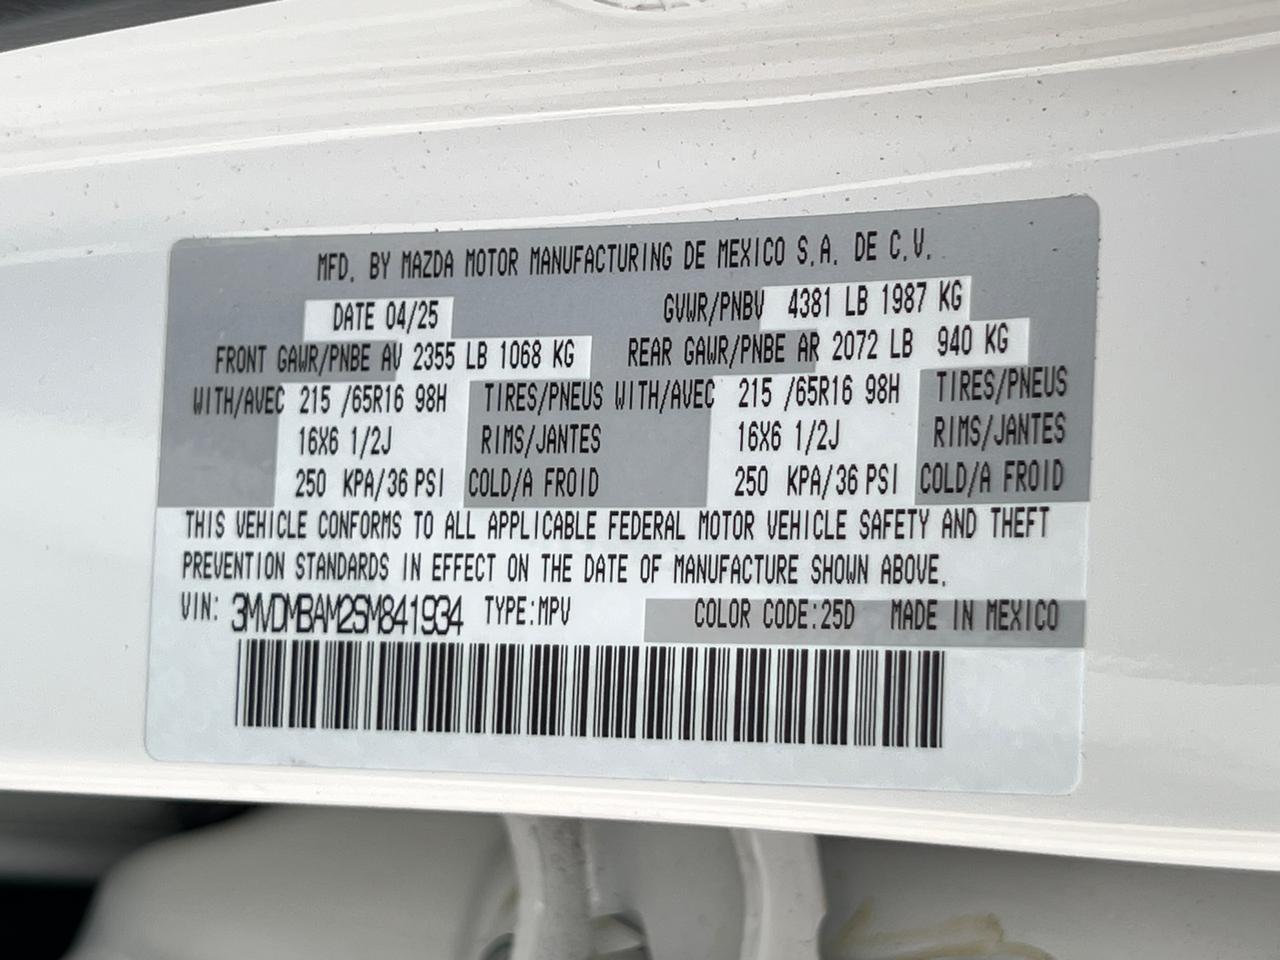 MFD. BY MAZDA MOTOR MANUFACTURING DE MEXICO S.A. DE C.V.
DATE 04/25 GVWR/PNBV 4381 LB 1987 KG
FRONT GAWR/PNBE AV 2355 LB 1068 KG REAR GAWR/PNBE AR 2072 LB 940 KG
WITH/AVEC 215 /65R16 98H TIRES/PNEUS WITH/AVEC 215 /65R16 98H TIRES/PNEUS
16X6 1/2J RIMS/JANTES 16X6 1/2J RIMS/JANTES
250 KPA/36 PSI COLD/A FROID 250 KPA/36 PSI COLD/A FROID
THIS VEHICLE CONFORMS TO ALL APPLICABLE FEDERAL MOTOR VEHICLE SAFETY AND THEFT
PREVENTION STANDARDS IN EFFECT ON THE DATE OF MANUFACTURE SHOWN ABOVE.
VIN: 3MVDMBAM2SM841934 TYPE:MPV COLOR CODE:25D MADE IN MEXICO